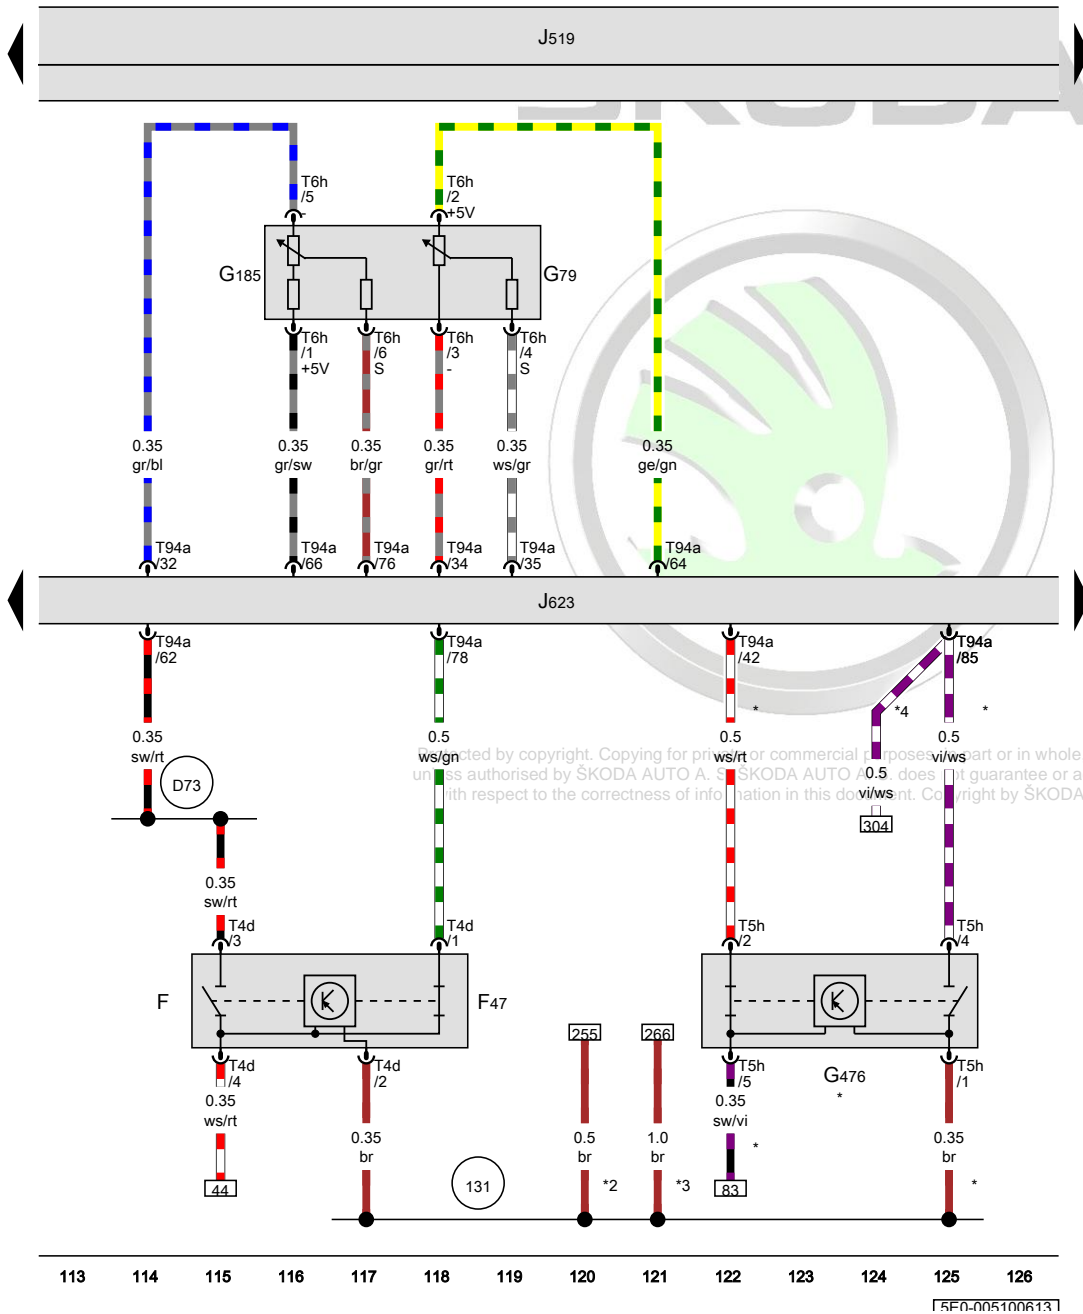 J519
ŠKODA
T6h
/5
-
T6h
/2
+5V
G185
G79
T6h
/1
+5V
T6h
/6
S
T6h
/3
-
T6h
/4
S
0.35
gr/bl
0.35
gr/sw
0.35
br/gr
0.35
gr/rt
0.35
ws/gr
0.35
ge/gn
T94a
/32
T94a
/66
T94a
/76
T94a
/34
T94a
/35
T94a
/64
J623
T94a
/62
T94a
/78
T94a
/42
T94a
/85
*
*4
*
0.35
sw/rt
0.5
ws/gn
0.5
ws/rt
0.5
vi/ws
Protected by copyright. Copying for private or commercial purposes, in part or in whole,
unless authorised by ŠKODA AUTO A. S. ŠKODA AUTO A. S. does not guarantee or a
with respect to the correctness of information in this document. Copyright by ŠKODA
D73
0.5
vi/ws
304
0.35
sw/rt
T4d
/3
T4d
/1
T5h
/2
T5h
/4
F
F47
255
266
T4d
/4
T4d
/2
T5h
/5
G476
*
T5h
/1
0.35
ws/rt
0.35
sw/vi
*
0.35
br
0.5
br
1.0
br
0.35
br
44
131
*2
*3
83
*
113 114 115 116 117 118 119 120 121 122 123 124 125 126
5E0-005100613